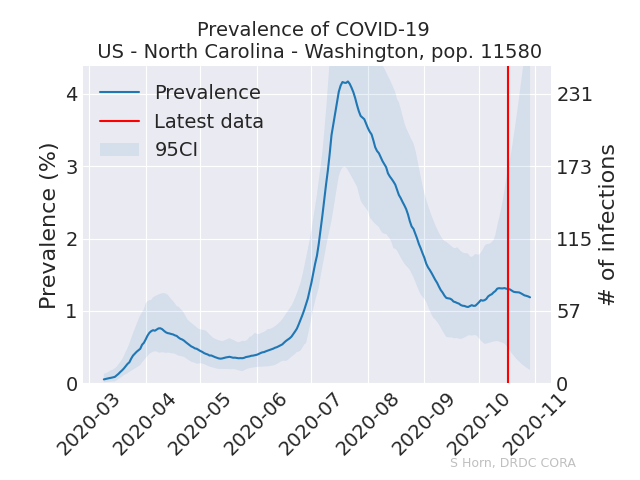 Prevalence of COVID-19
US - North Carolina - Washington, pop. 11580
Prevalence
Latest data
95CI
Prevalence (%)
4
3
2
1
0
231
173
115
57
0
# of infections
2020-03
2020-04
2020-05
2020-06
2020-07
2020-08
2020-09
2020-10
2020-11
S Horn, DRDC CORA